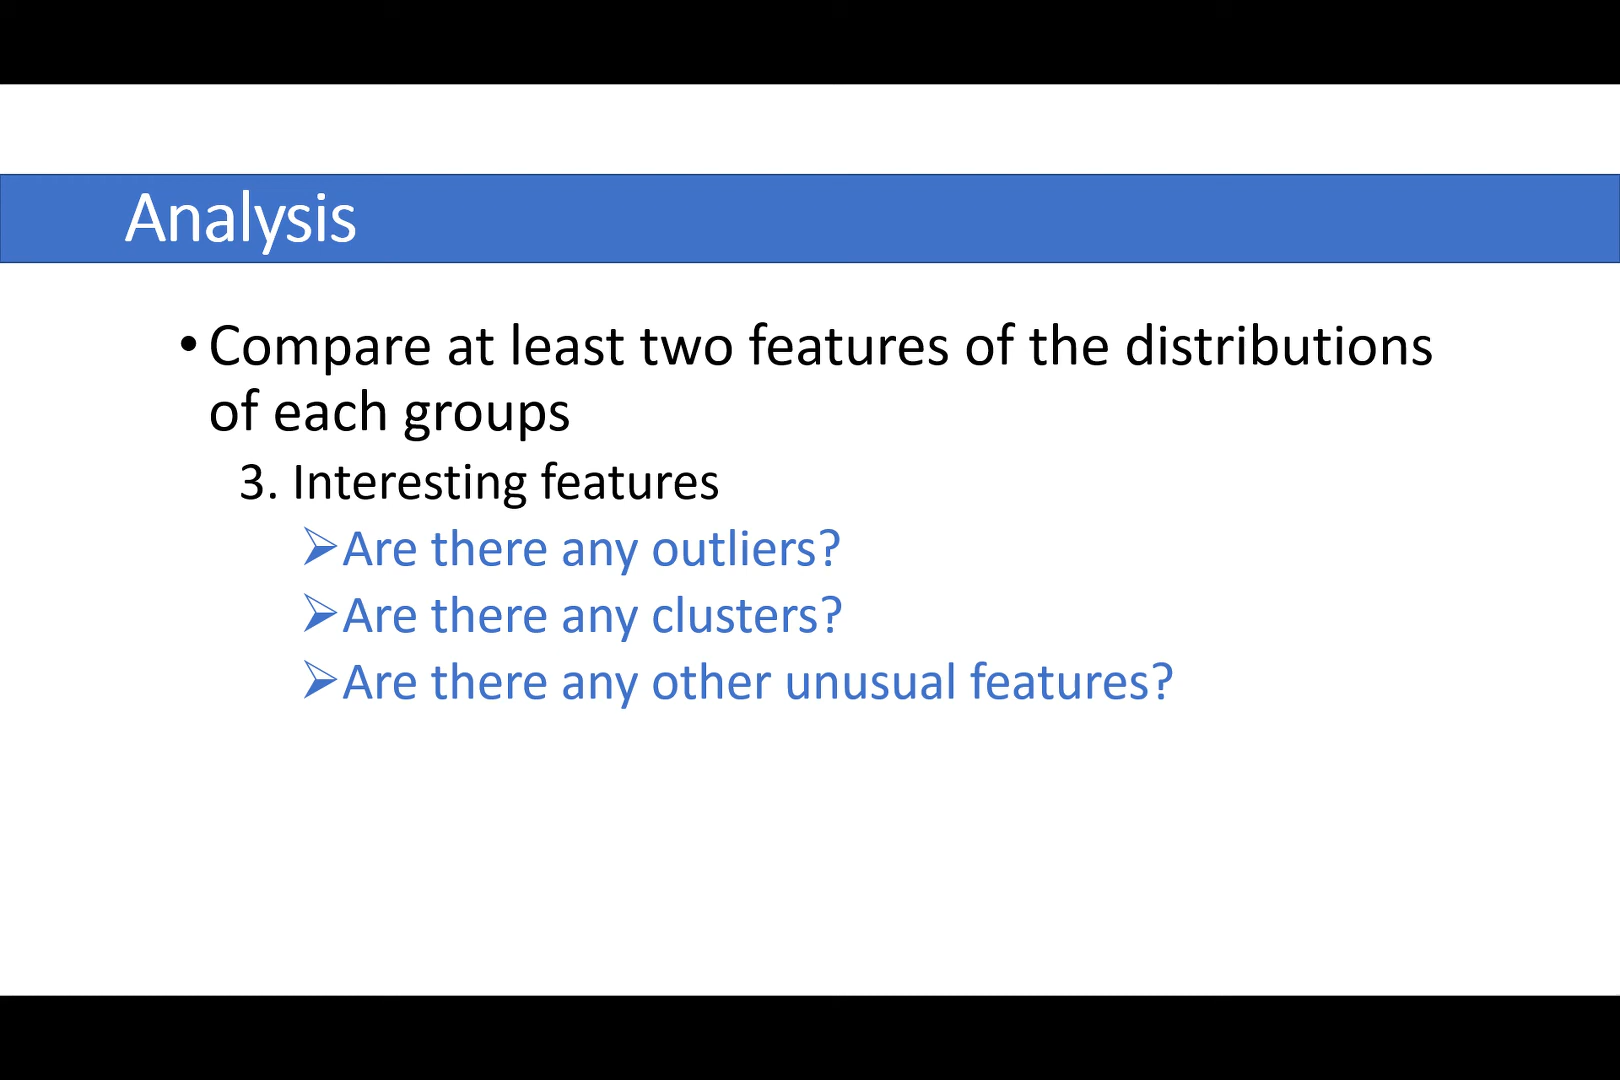 Analysis
• Compare at least two features of the distributions
of each groups
3. Interesting features
➢Are there any outliers?
➢Are there any clusters?
➢Are there any other unusual features?